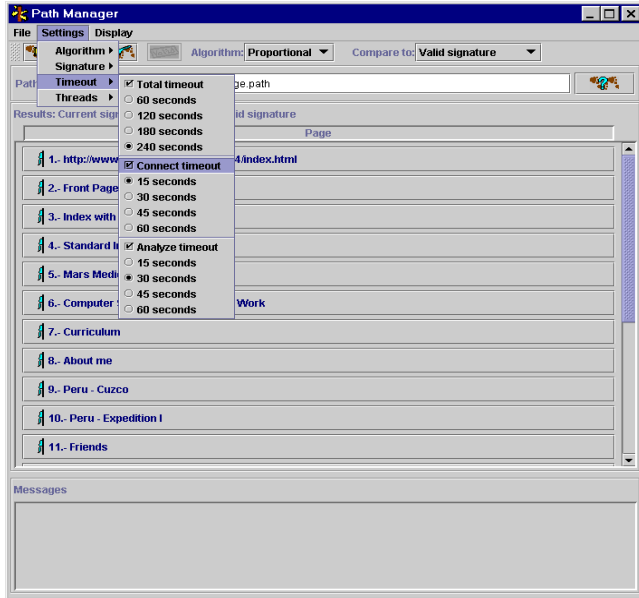 Path Manager
File Settings Display
Algorithm
Signature
Timeout
Threads
Algorithm: Proportional
Compare to: Valid signature
Path
ge.path
Total timeout
60 seconds
120 seconds
180 seconds
240 seconds
Connect timeout
15 seconds
30 seconds
45 seconds
60 seconds
Analyze timeout
15 seconds
30 seconds
45 seconds
60 seconds
Results: Current sign id signature
Page
1.- http://www 4/index.html
2.- Front Page
3.- Index with
4.- Standard I
5.- Mars Medi
6.- Computer Work
7.- Curriculum
8.- About me
9.- Peru - Cuzco
10.- Peru - Expedition I
11.- Friends
Messages